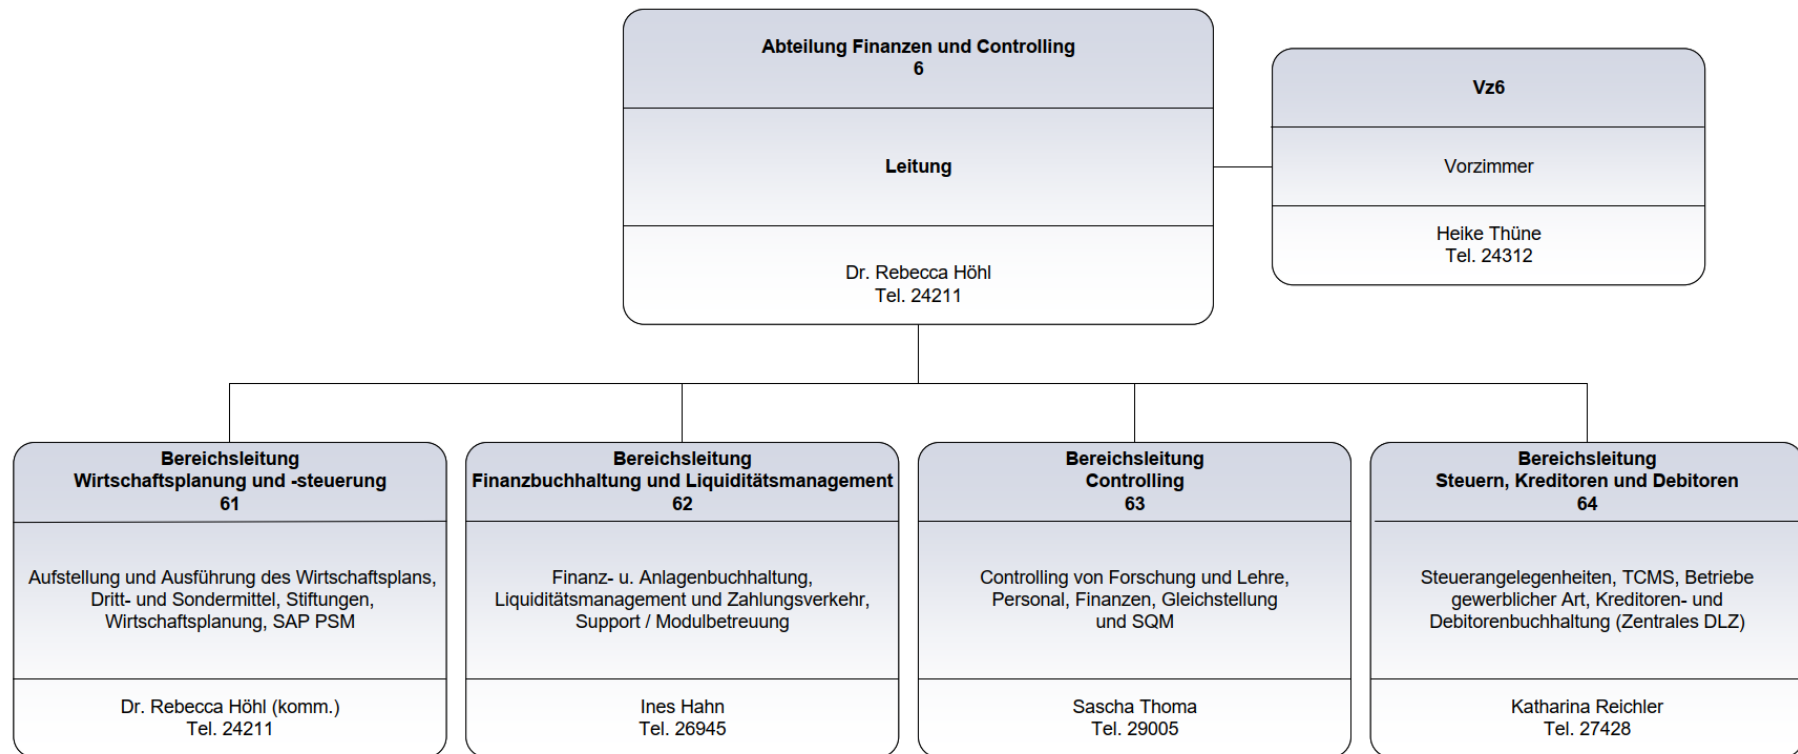 Abteilung Finanzen und Controlling
6
Leitung
Dr. Rebecca Höhl
Tel. 24211
Vz6
Vorzimmer
Heike Thüne
Tel. 24312
Bereichsleitung
Wirtschaftsplanung und -steuerung
61
Aufstellung und Ausführung des Wirtschaftsplans,
Dritt- und Sondermittel, Stiftungen,
Wirtschaftsplanung, SAP PSM
Dr. Rebecca Höhl (komm.)
Tel. 24211
Bereichsleitung
Finanzbuchhaltung und Liquiditätsmanagement
62
Finanz- u. Anlagenbuchhaltung,
Liquiditätsmanagement und Zahlungsverkehr,
Support / Modulbetreuung
Ines Hahn
Tel. 26945
Bereichsleitung
Controlling
63
Controlling von Forschung und Lehre,
Personal, Finanzen, Gleichstellung
und SQM
Sascha Thoma
Tel. 29005
Bereichsleitung
Steuern, Kreditoren und Debitoren
64
Steuerangelegenheiten, TCMS, Betriebe
gewerblicher Art, Kreditoren- und
Debitorenbuchhaltung (Zentrales DLZ)
Katharina Reichler
Tel. 27428